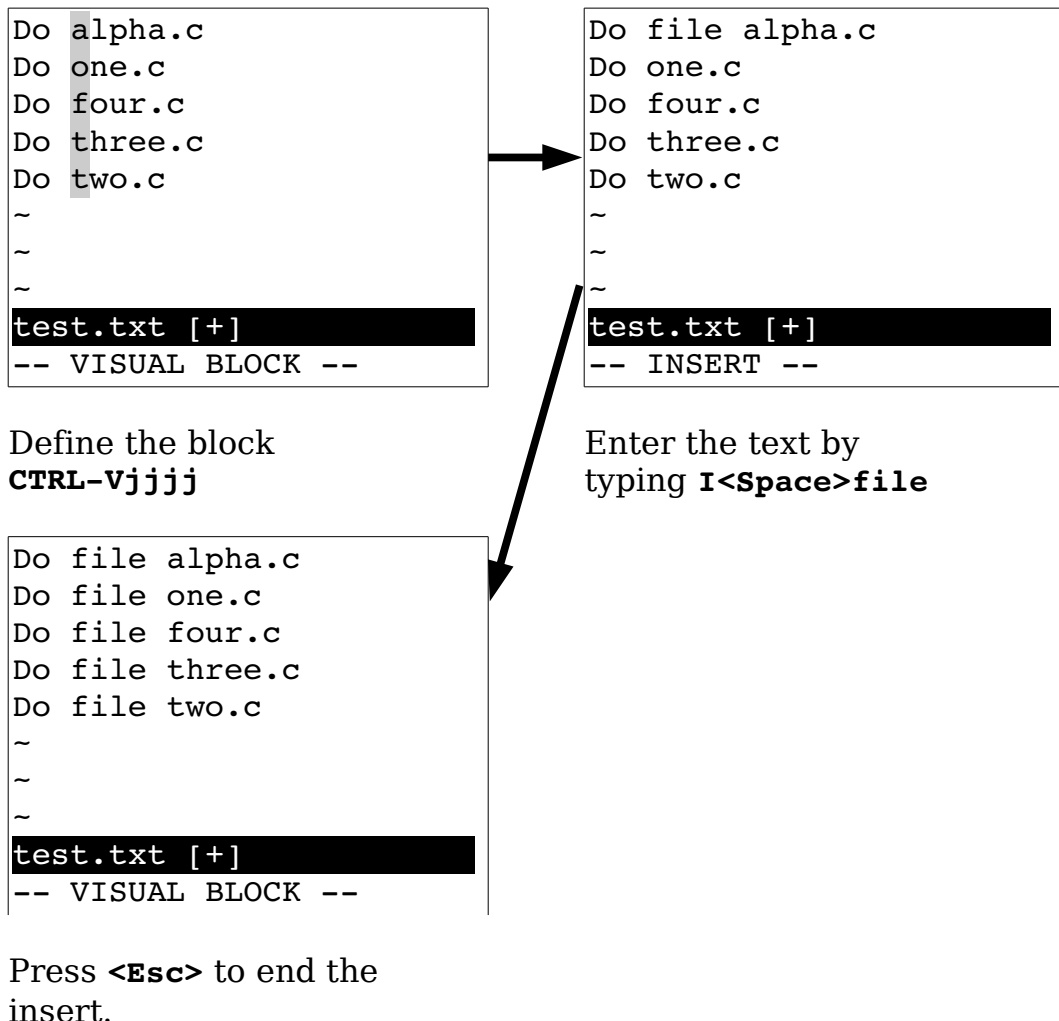 Do alpha.c
Do one.c
Do four.c
Do three.c
Do two.c
~
~
~
test.txt [+]
-- VISUAL BLOCK --
Define the block
CTRL-Vjjjj
Do file alpha.c
Do one.c
Do four.c
Do three.c
Do two.c
~
~
~
test.txt [+]
-- INSERT --
Enter the text by
typing I<Space>file
Do file alpha.c
Do file one.c
Do file four.c
Do file three.c
Do file two.c
~
~
~
test.txt [+]
-- VISUAL BLOCK --
Press <Esc> to end the
insert.